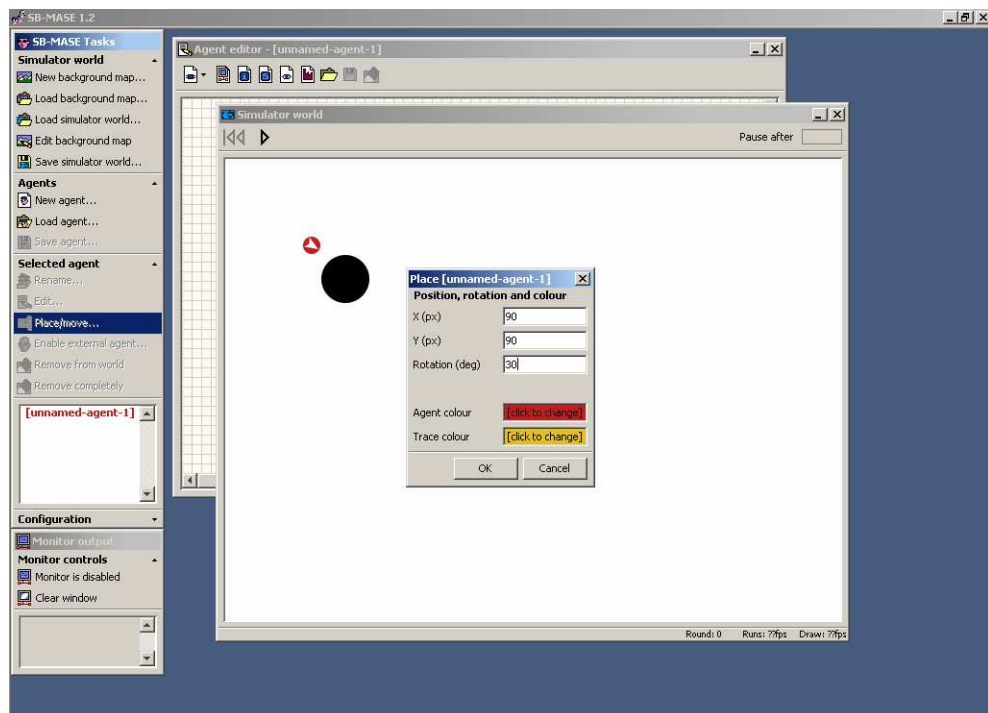 SB-MASE 1.2
SB-MASE Tasks
Simulator world
New background map...
Load background map...
Load simulator world...
Edit background map
Save simulator world...
Agents
New agent...
Load agent...
Save agent...
Selected agent
Rename...
Edit...
Place/move...
Enable external agent...
Remove from world
Remove completely
[unnamed-agent-1]
Configuration
Monitor output
Monitor controls
Monitor is disabled
Clear window
Agent editor - [unnamed-agent-1]
Simulator world
Pause after
Place [unnamed-agent-1]
Position, rotation and colour
X (px) 90
Y (px) 90
Rotation (deg) 30
Agent colour [click to change]
Trace colour [click to change]
OK Cancel
Round: 0 Runs: ??fps Draw: ??fps